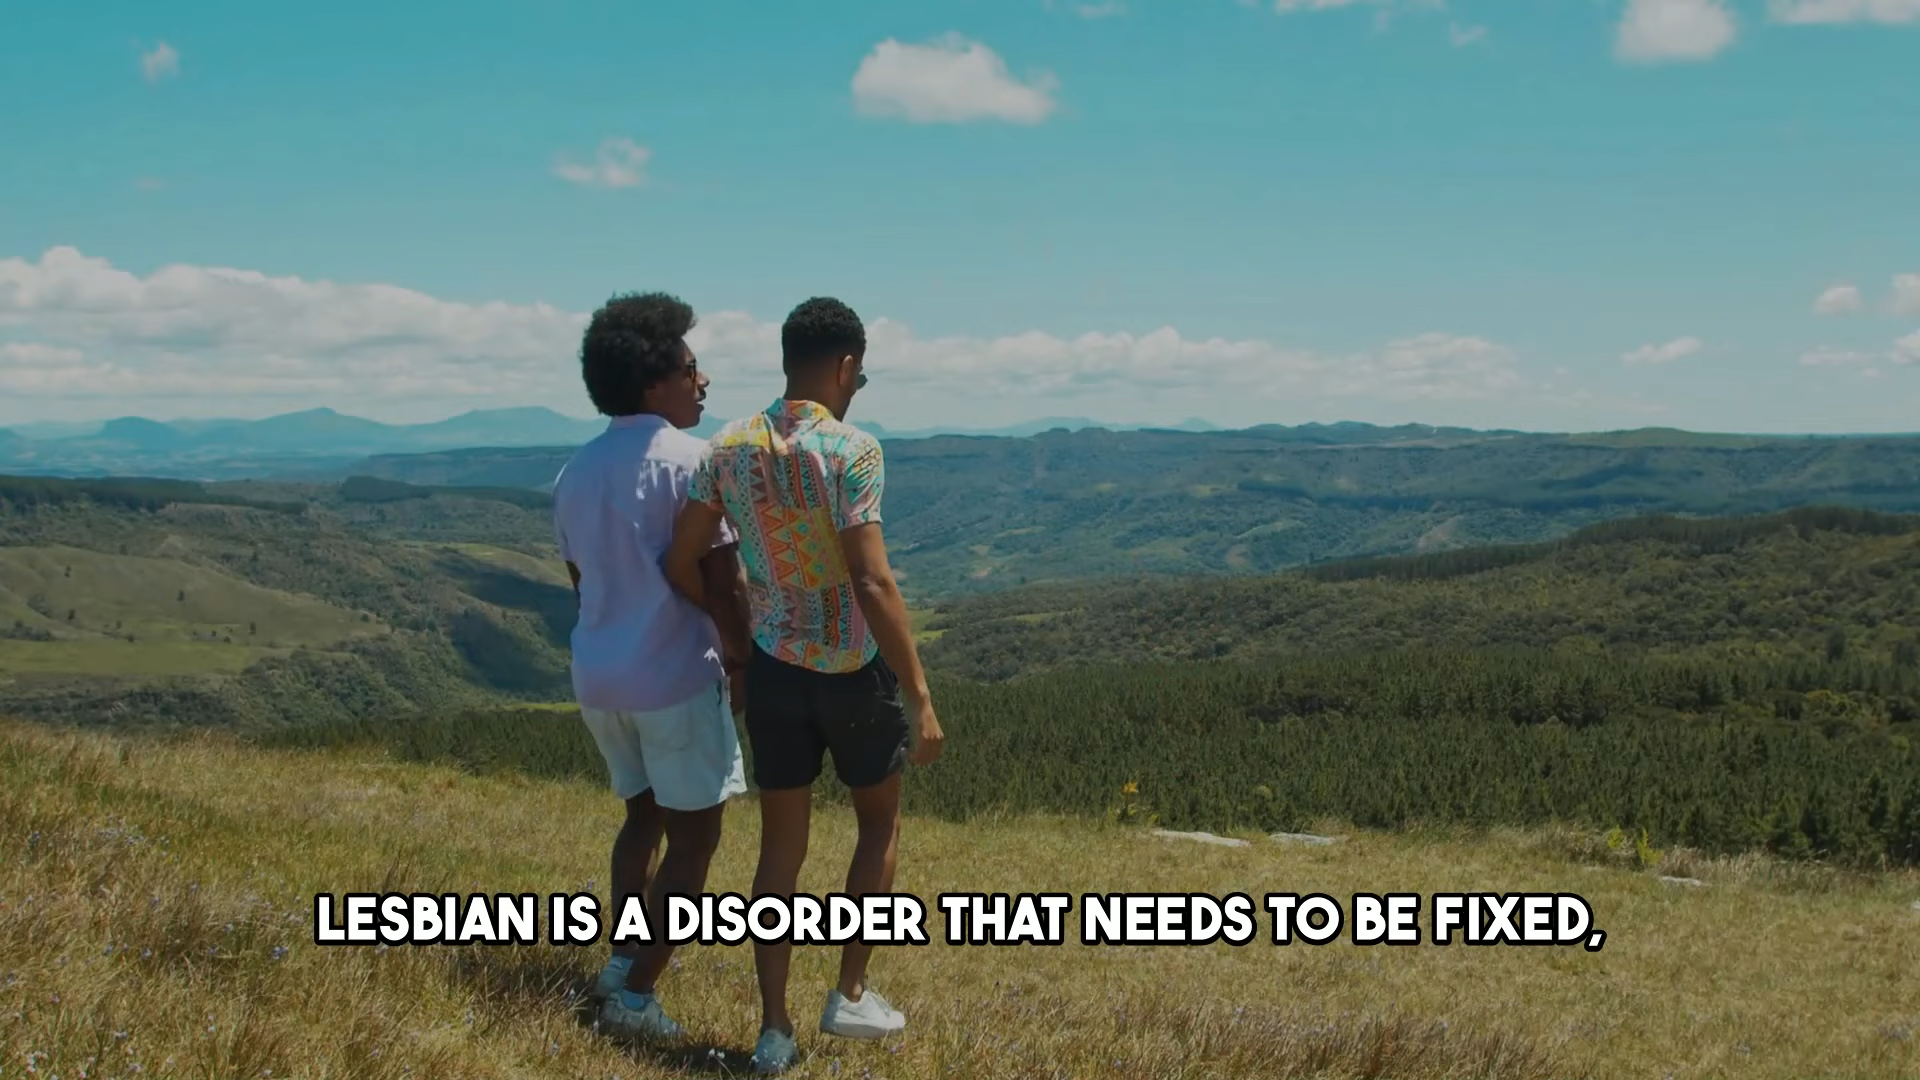 LESBIAN IS A DISORDER THAT NEEDS TO BE FIXED,